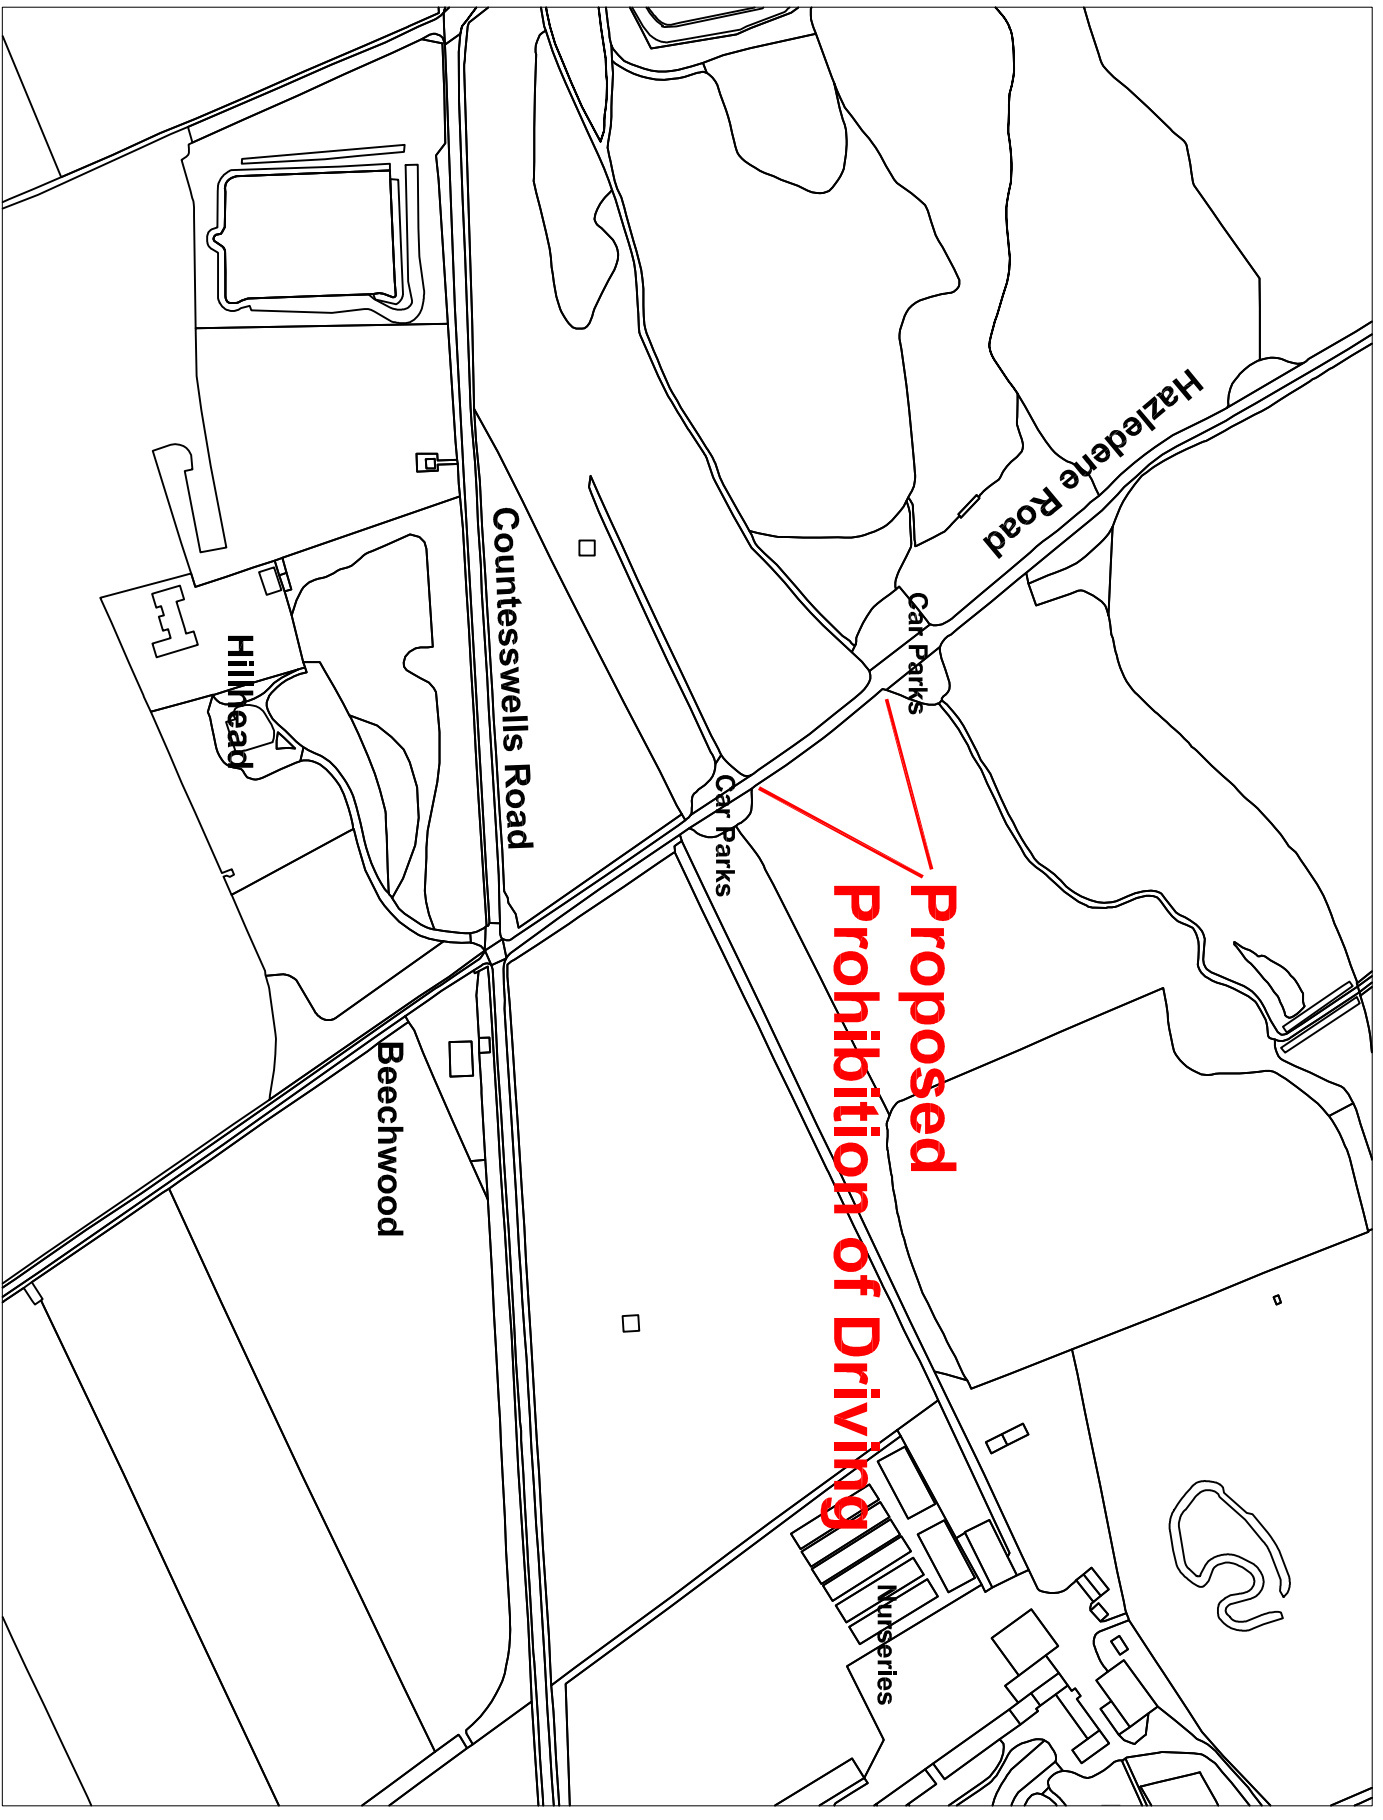 Hazledene Road
Car Parks
Proposed
Prohibition of Driving
Car Parks
Countesswells Road
Beechwood
Hillhead
Nurseries